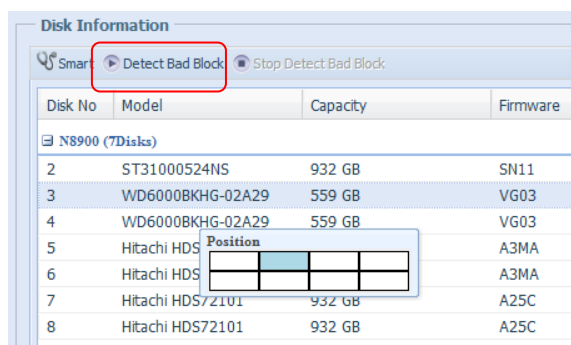 Disk Information
Smart Detect Bad Block Stop Detect Bad Block
Disk No Model Capacity Firmware
N8900 (7Disks)
2 ST31000524NS 932 GB SN11
3 WD6000BKHG-02A29 559 GB VG03
4 WD6000BKHG-02A29 559 GB VG03
5 Hitachi HDS A3MA
Position
6 Hitachi HDS A3MA
7 Hitachi HDS72101 932 GB A25C
8 Hitachi HDS72101 932 GB A25C